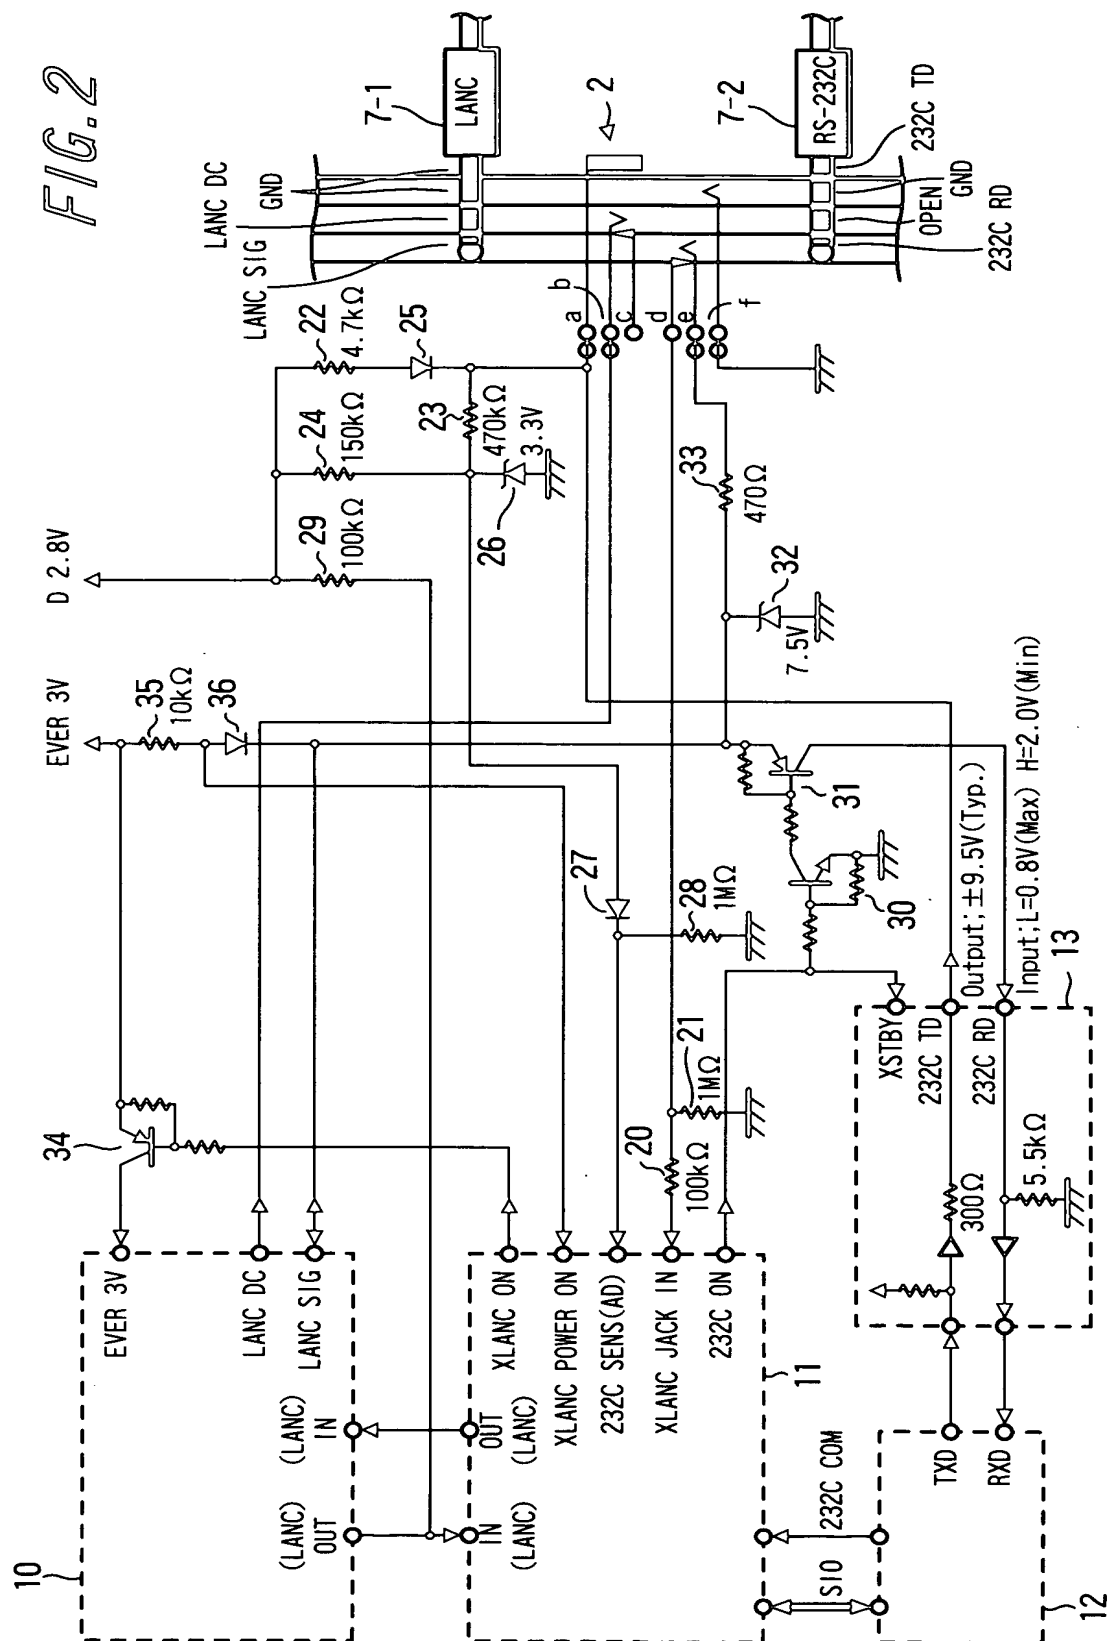 FIG. 2
7-1
LANC
2
7-2
RS-232C
232C TD
LANC DC
GND
LANC SIG
OPEN
GND
232C RD
a
b
c
d
e
f
22
4.7kΩ
25
24
150kΩ
23
470kΩ
3.3V
26
29
100kΩ
D 2.8V
33
470Ω
32
7.5V
EVER 3V
35
10kΩ
36
31
30
27
28
1MΩ
21
1MΩ
20
100kΩ
34
Output;±9.5V(Typ.)
Input;L=0.8V(Max) H=2.0V(Min)
13
XSTBY
232C TD
232C RD
300Ω
5.5kΩ
10
EVER 3V
LANC DC
LANC SIG
(LANC)
IN
(LANC)
OUT
XLANC ON
XLANC POWER ON
232C SENS(AD)
XLANC JACK IN
232C ON
11
OUT
(LANC)
IN
(LANC)
TXD
RXD
232C COM
SIO
12